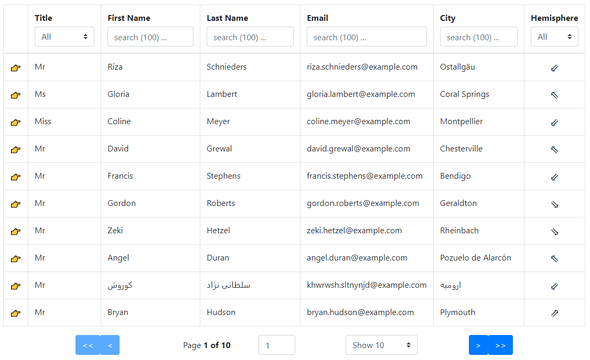 Title First Name Last Name Email City Hemisphere
All search (100) ... search (100) ... search (100) ... search (100) ... All
Mr Riza Schnieders riza.schnieders@example.com Ostallgäu
Ms Gloria Lambert gloria.lambert@example.com Coral Springs
Miss Coline Meyer coline.meyer@example.com Montpellier
Mr David Grewal david.grewal@example.com Chesterville
Mr Francis Stephens francis.stephens@example.com Bendigo
Mr Gordon Roberts gordon.roberts@example.com Geraldton
Mr Zeki Hetzel zeki.hetzel@example.com Rheinbach
Mr Angel Duran angel.duran@example.com Pozuelo de Alarcón
Mr کوروش سلطانی نژاد khwrwsh.sltnynjd@example.com ارومیه
Mr Bryan Hudson bryan.hudson@example.com Plymouth
<< < Page 1 of 10 1 Show 10 > >>